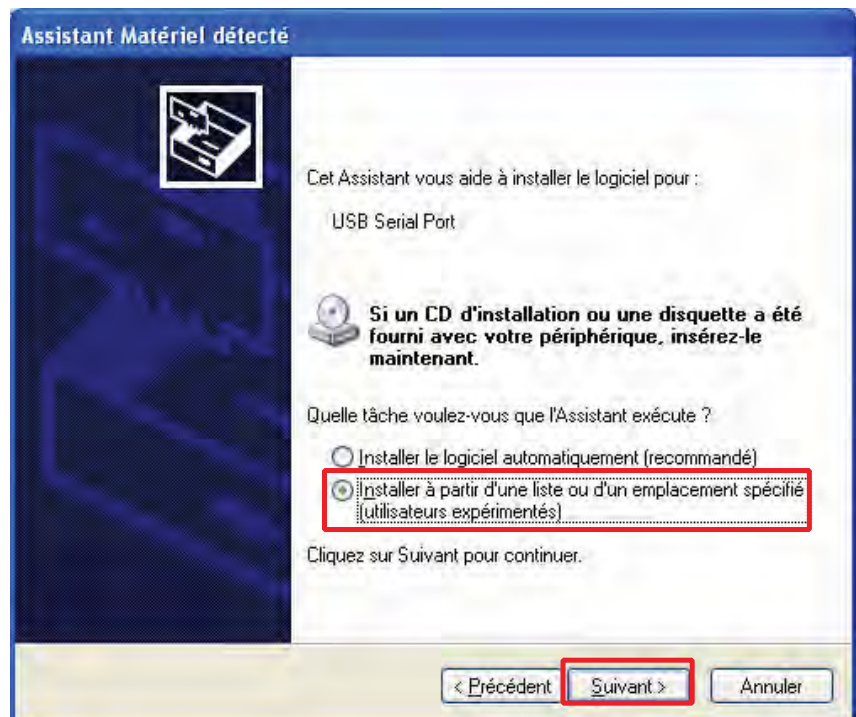 Assistant Matériel détecté
Cet Assistant vous aide à installer le logiciel pour :
USB Serial Port
Si un CD d'installation ou une disquette a été
fourni avec votre périphérique, insérez-le
maintenant.
Quelle tâche voulez-vous que l'Assistant exécute ?
Installer le logiciel automatiquement (recommandé)
Installer à partir d'une liste ou d'un emplacement spécifié
(utilisateurs expérimentés)
Cliquez sur Suivant pour continuer.
< Précédent Suivant > Annuler